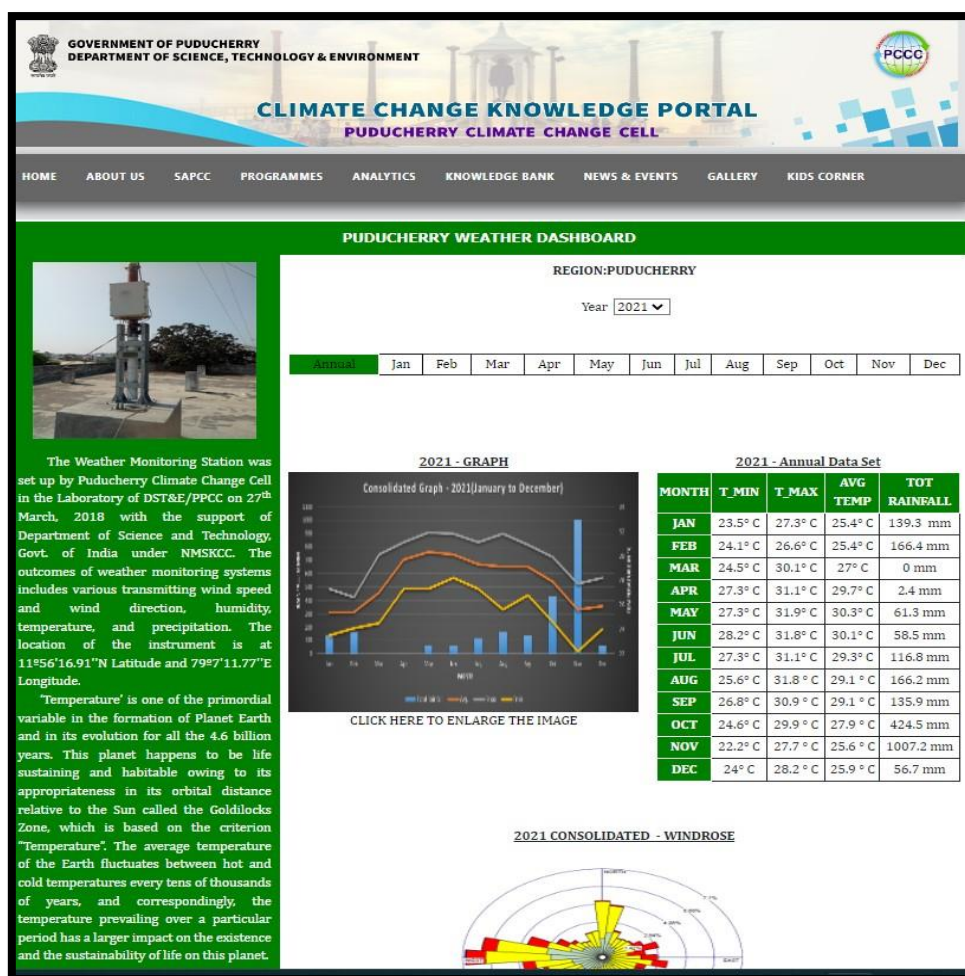 GOVERNMENT OF PUDUCHERRY
DEPARTMENT OF SCIENCE, TECHNOLOGY & ENVIRONMENT
PCCC
CLIMATE CHANGE KNOWLEDGE PORTAL
PUDUCHERRY CLIMATE CHANGE CELL
HOME ABOUT US SAPCC PROGRAMMES ANALYTICS KNOWLEDGE BANK NEWS & EVENTS GALLERY KIDS CORNER
PUDUCHERRY WEATHER DASHBOARD
The Weather Monitoring Station was
set up by Puducherry Climate Change Cell
in the Laboratory of DST&E/PPCC on 27th
March, 2018 with the support of
Department of Science and Technology,
Govt. of India under NMSKCC. The
outcomes of weather monitoring systems
includes various transmitting wind speed
and wind direction, humidity,
temperature, and precipitation. The
location of the instrument is at
11º56'16.91"N Latitude and 79º7'11.77"E
Longitude.
'Temperature' is one of the primordial
variable in the formation of Planet Earth
and in its evolution for all the 4.6 billion
years. This planet happens to be life
sustaining and habitable owing to its
appropriateness in its orbital distance
relative to the Sun called the Goldilocks
Zone, which is based on the criterion
"Temperature". The average temperature
of the Earth fluctuates between hot and
cold temperatures every tens of thousands
of years, and correspondingly, the
temperature prevailing over a particular
period has a larger impact on the existence
and the sustainability of life on this planet.
REGION:PUDUCHERRY
Year 2021
Annual Jan Feb Mar Apr May Jun Jul Aug Sep Oct Nov Dec
2021 - GRAPH
Consolidated Graph - 2021(January to December)
CLICK HERE TO ENLARGE THE IMAGE
2021 - Annual Data Set
MONTH T_MIN T_MAX AVG TEMP TOT RAINFALL
JAN 23.5° C 27.3° C 25.4° C 139.3 mm
FEB 24.1° C 26.6° C 25.4° C 166.4 mm
MAR 24.5° C 30.1° C 27° C 0 mm
APR 27.3° C 31.1° C 29.7° C 2.4 mm
MAY 27.3° C 31.9° C 30.3° C 61.3 mm
JUN 28.2° C 31.8° C 30.1° C 58.5 mm
JUL 27.3° C 31.1° C 29.3° C 116.8 mm
AUG 25.6° C 31.8 ° C 29.1 ° C 166.2 mm
SEP 26.8° C 30.9 ° C 29.1 ° C 135.9 mm
OCT 24.6° C 29.9 ° C 27.9 ° C 424.5 mm
NOV 22.2° C 27.7 ° C 25.6 ° C 1007.2 mm
DEC 24° C 28.2 ° C 25.9 ° C 56.7 mm
2021 CONSOLIDATED - WINDROSE
NORTH
EAST